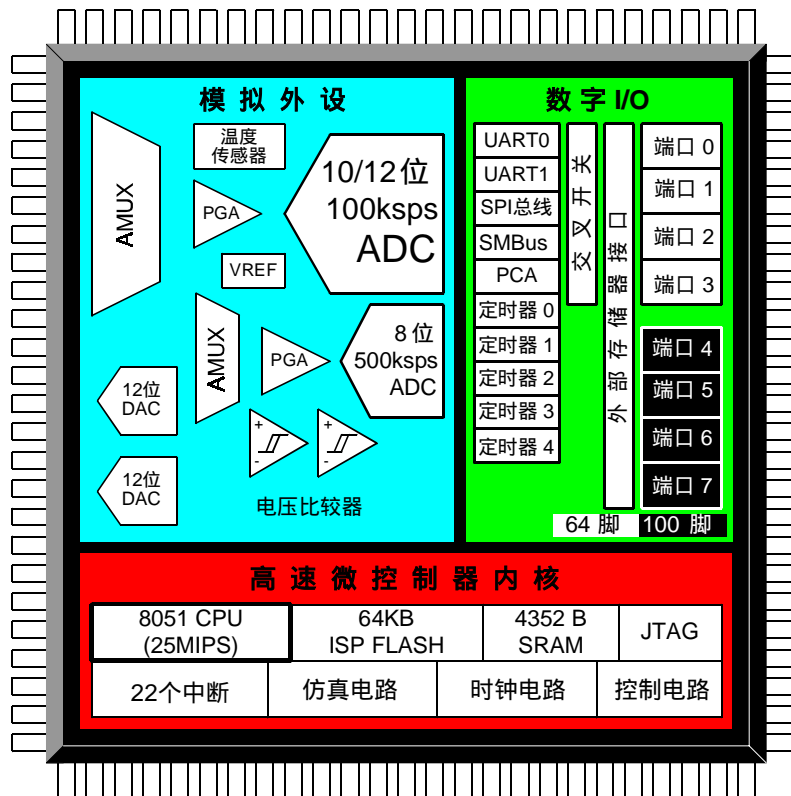 模拟外设
AMUX
温度
传感器
PGA
VREF
10/12位
100ksps
ADC
AMUX
PGA
8位
500ksps
ADC
12位
DAC
12位
DAC
+
-
+
-
电压比较器
数字 I/O
UART0
UART1
SPI总线
SMBus
PCA
定时器 0
定时器 1
定时器 2
定时器 3
定时器 4
交叉开关
外部存储器接口
端口 0
端口 1
端口 2
端口 3
端口 4
端口 5
端口 6
端口 7
64 脚
100 脚
高速微控制器内核
8051 CPU
(25MIPS)
64KB
ISP FLASH
4352 B
SRAM
JTAG
22个中断
仿真电路
时钟电路
控制电路